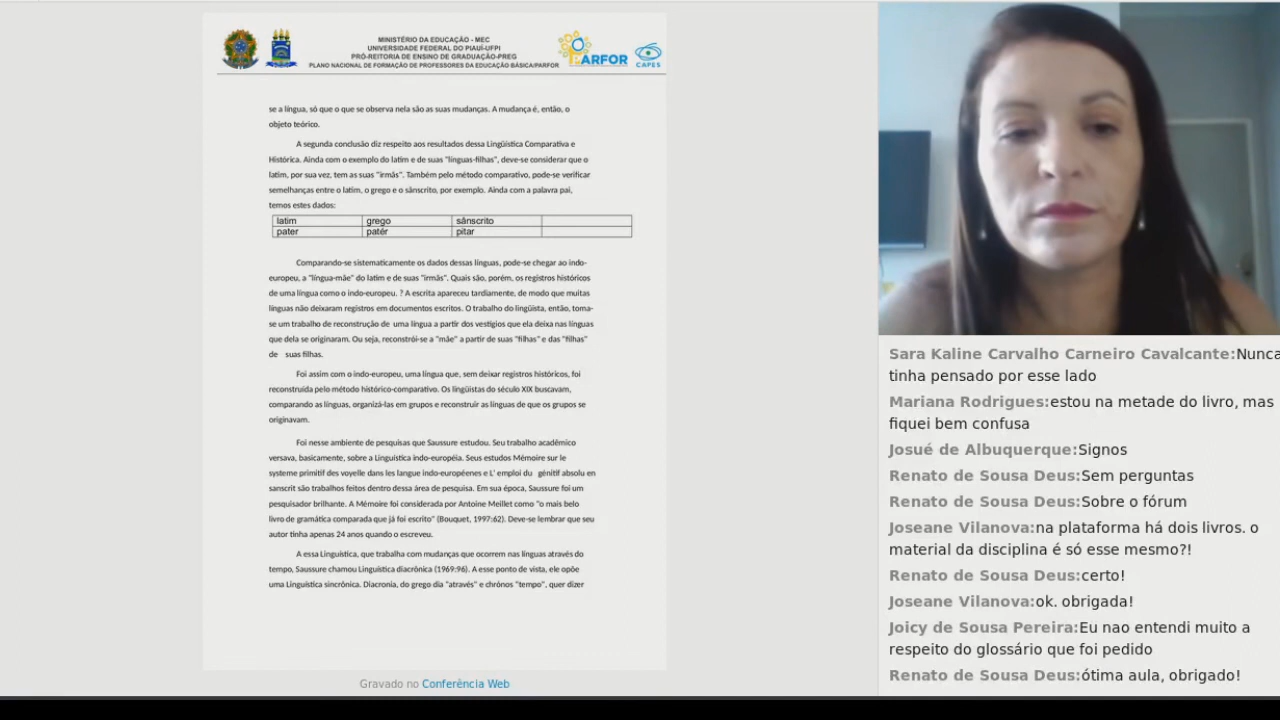 MINISTÉRIO DA EDUCAÇÃO - MEC
UNIVERSIDADE FEDERAL DO PIAUÍ-UFPI
PRÓ-REITORIA DE ENSINO DE GRADUAÇÃO-PREG
PLANO NACIONAL DE FORMAÇÃO DE PROFESSORES DA EDUCAÇÃO BÁSICA/PARFOR
PARFOR
CAPES
se a língua, só que o que se observa nela são as suas mudanças. A mudança é, então, o
objeto teórico.
A segunda conclusão diz respeito aos resultados dessa Lingüística Comparativa e
Histórica. Ainda com o exemplo do latim e de suas "línguas-filhas", deve-se considerar que o
latim, por sua vez, tem as suas "irmãs". Também pelo método comparativo, pode-se verificar
semelhanças entre o latim, o grego e o sânscrito, por exemplo. Ainda com a palavra pai,
temos estes dados:
latim grego sânscrito
pater patér pitar
Comparando-se sistematicamente os dados dessas línguas, pode-se chegar ao indo-
europeu, a "língua-mãe" do latim e de suas "irmãs". Quais são, porém, os registros históricos
de uma língua como o indo-europeu. ? A escrita apareceu tardiamente, de modo que muitas
línguas não deixaram registros em documentos escritos. O trabalho do lingüista, então, torna-
se um trabalho de reconstrução de uma língua a partir dos vestígios que ela deixa nas línguas
que dela se originaram. Ou seja, reconstrói-se a "mãe" a partir de suas "filhas" e das "filhas"
de suas filhas.
Foi assim com o indo-europeu, uma língua que, sem deixar registros históricos, foi
reconstruída pelo método histórico-comparativo. Os lingüistas do século XIX buscavam,
comparando as línguas, organizá-las em grupos e reconstruir as línguas de que os grupos se
originavam.
Foi nesse ambiente de pesquisas que Saussure estudou. Seu trabalho acadêmico
versava, basicamente, sobre a Linguística indo-européia. Seus estudos Mémoire sur le
systeme primitif des voyelle dans les langue indo-européenes e L' emploi du génitif absolu en
sanscrit são trabalhos feitos dentro dessa área de pesquisa. Em sua época, Saussure foi um
pesquisador brilhante. A Mémoire foi considerada por Antoine Meillet como "o mais belo
livro de gramática comparada que já foi escrito" (Bouquet, 1997:62). Deve-se lembrar que seu
autor tinha apenas 24 anos quando o escreveu.
A essa Linguística, que trabalha com mudanças que ocorrem nas línguas através do
tempo, Saussure chamou Linguística diacrônica (1969:96). A esse ponto de vista, ele opõe
uma Linguística sincrônica. Diacronia, do grego dia "através" e chrónos "tempo", quer dizer
Gravado no Conferência Web
Sara Kaline Carvalho Carneiro Cavalcante:Nunca
tinha pensado por esse lado
Mariana Rodrigues:estou na metade do livro, mas
fiquei bem confusa
Josué de Albuquerque:Signos
Renato de Sousa Deus:Sem perguntas
Renato de Sousa Deus:Sobre o fórum
Joseane Vilanova:na plataforma há dois livros. o
material da disciplina é só esse mesmo?!
Renato de Sousa Deus:certo!
Joseane Vilanova:ok. obrigada!
Joicy de Sousa Pereira:Eu nao entendi muito a
respeito do glossário que foi pedido
Renato de Sousa Deus:ótima aula, obrigado!